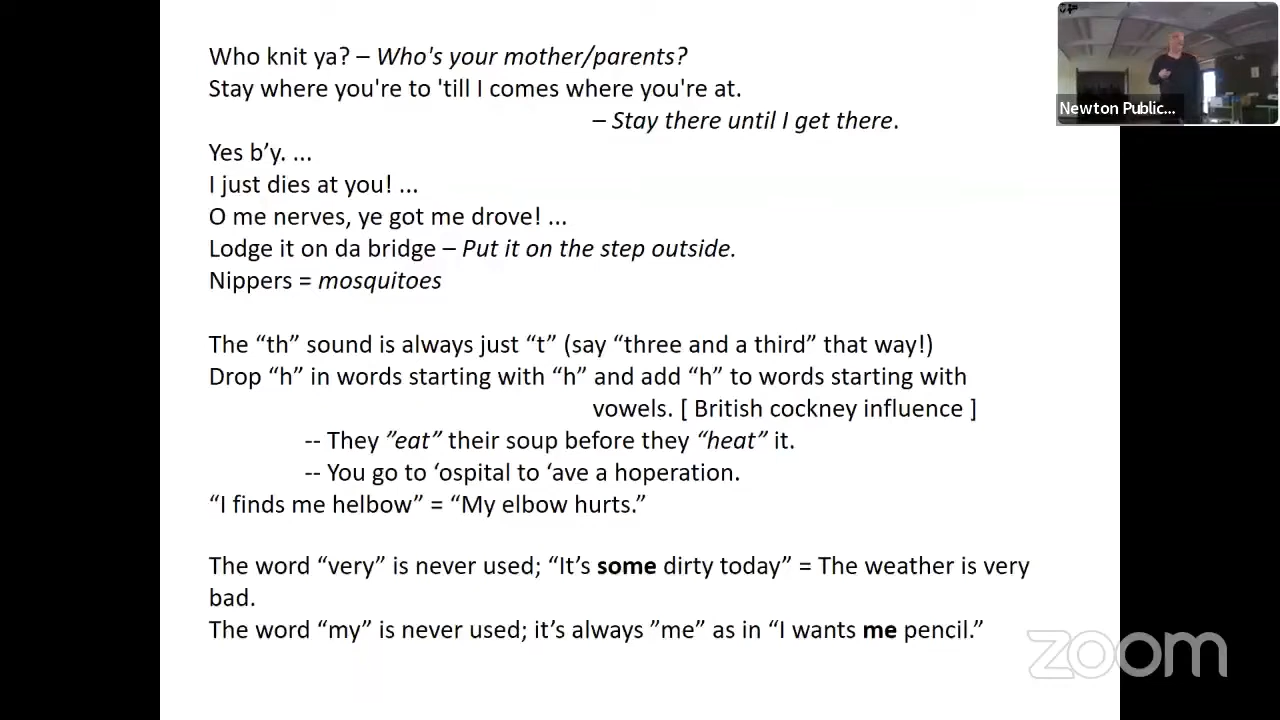 Who knit ya? – Who's your mother/parents?
Stay where you're to 'till I comes where you're at.
– Stay there until I get there.
Yes b’y. ...
I just dies at you! ...
O me nerves, ye got me drove! ...
Lodge it on da bridge – Put it on the step outside.
Nippers = mosquitoes
The “th” sound is always just “t” (say “three and a third” that way!)
Drop “h” in words starting with “h” and add “h” to words starting with
vowels. [ British cockney influence ]
-- They ”eat” their soup before they “heat” it.
-- You go to ‘ospital to ‘ave a hoperation.
“I finds me helbow” = “My elbow hurts.”
The word “very” is never used; “It’s some dirty today” = The weather is very
bad.
The word “my” is never used; it’s always ”me” as in “I wants me pencil.”
Newton Public...
zoom